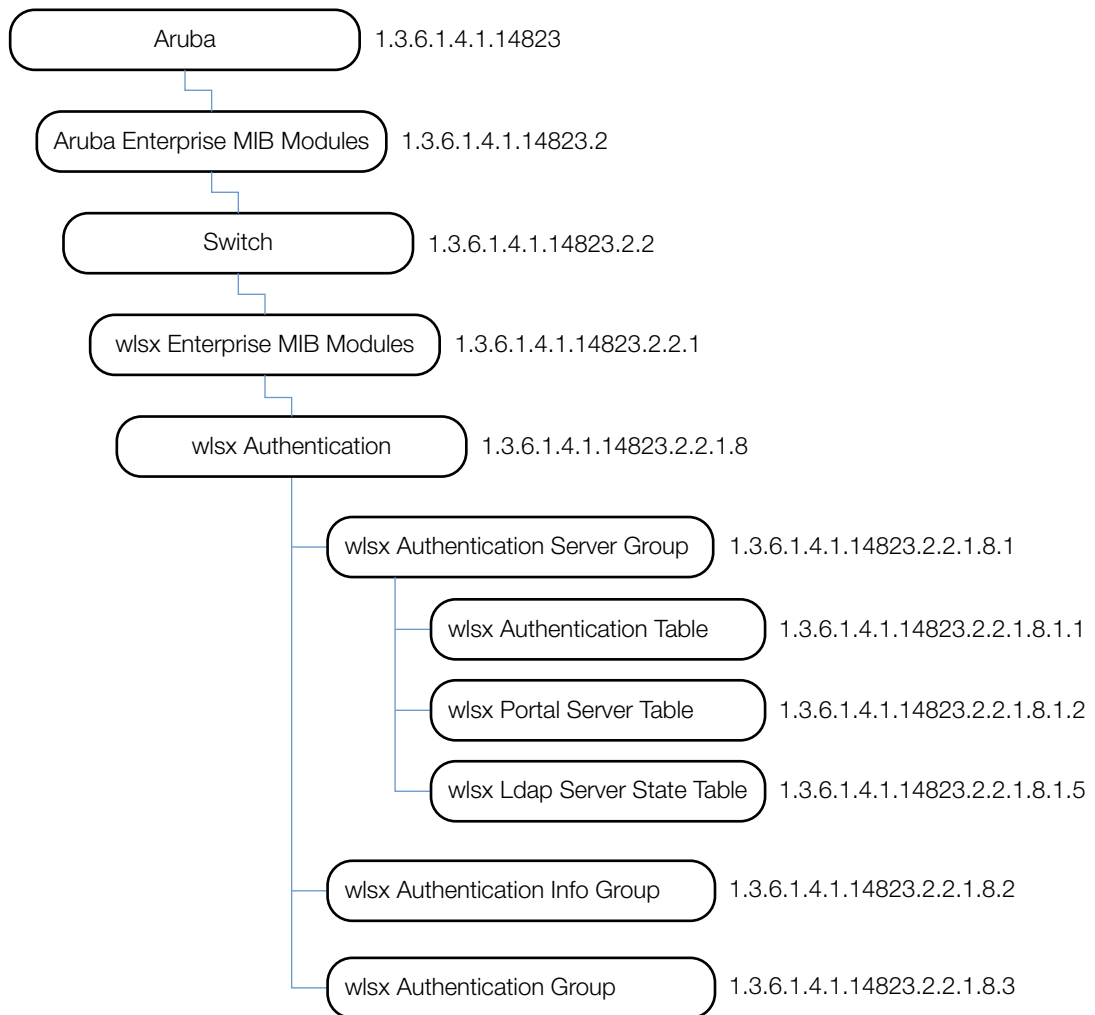 Aruba 1.3.6.1.4.1.14823
Aruba Enterprise MIB Modules 1.3.6.1.4.1.14823.2
Switch 1.3.6.1.4.1.14823.2.2
wlsx Enterprise MIB Modules 1.3.6.1.4.1.14823.2.2.1
wlsx Authentication 1.3.6.1.4.1.14823.2.2.1.8
wlsx Authentication Server Group 1.3.6.1.4.1.14823.2.2.1.8.1
wlsx Authentication Table 1.3.6.1.4.1.14823.2.2.1.8.1.1
wlsx Portal Server Table 1.3.6.1.4.1.14823.2.2.1.8.1.2
wlsx Ldap Server State Table 1.3.6.1.4.1.14823.2.2.1.8.1.5
wlsx Authentication Info Group 1.3.6.1.4.1.14823.2.2.1.8.2
wlsx Authentication Group 1.3.6.1.4.1.14823.2.2.1.8.3